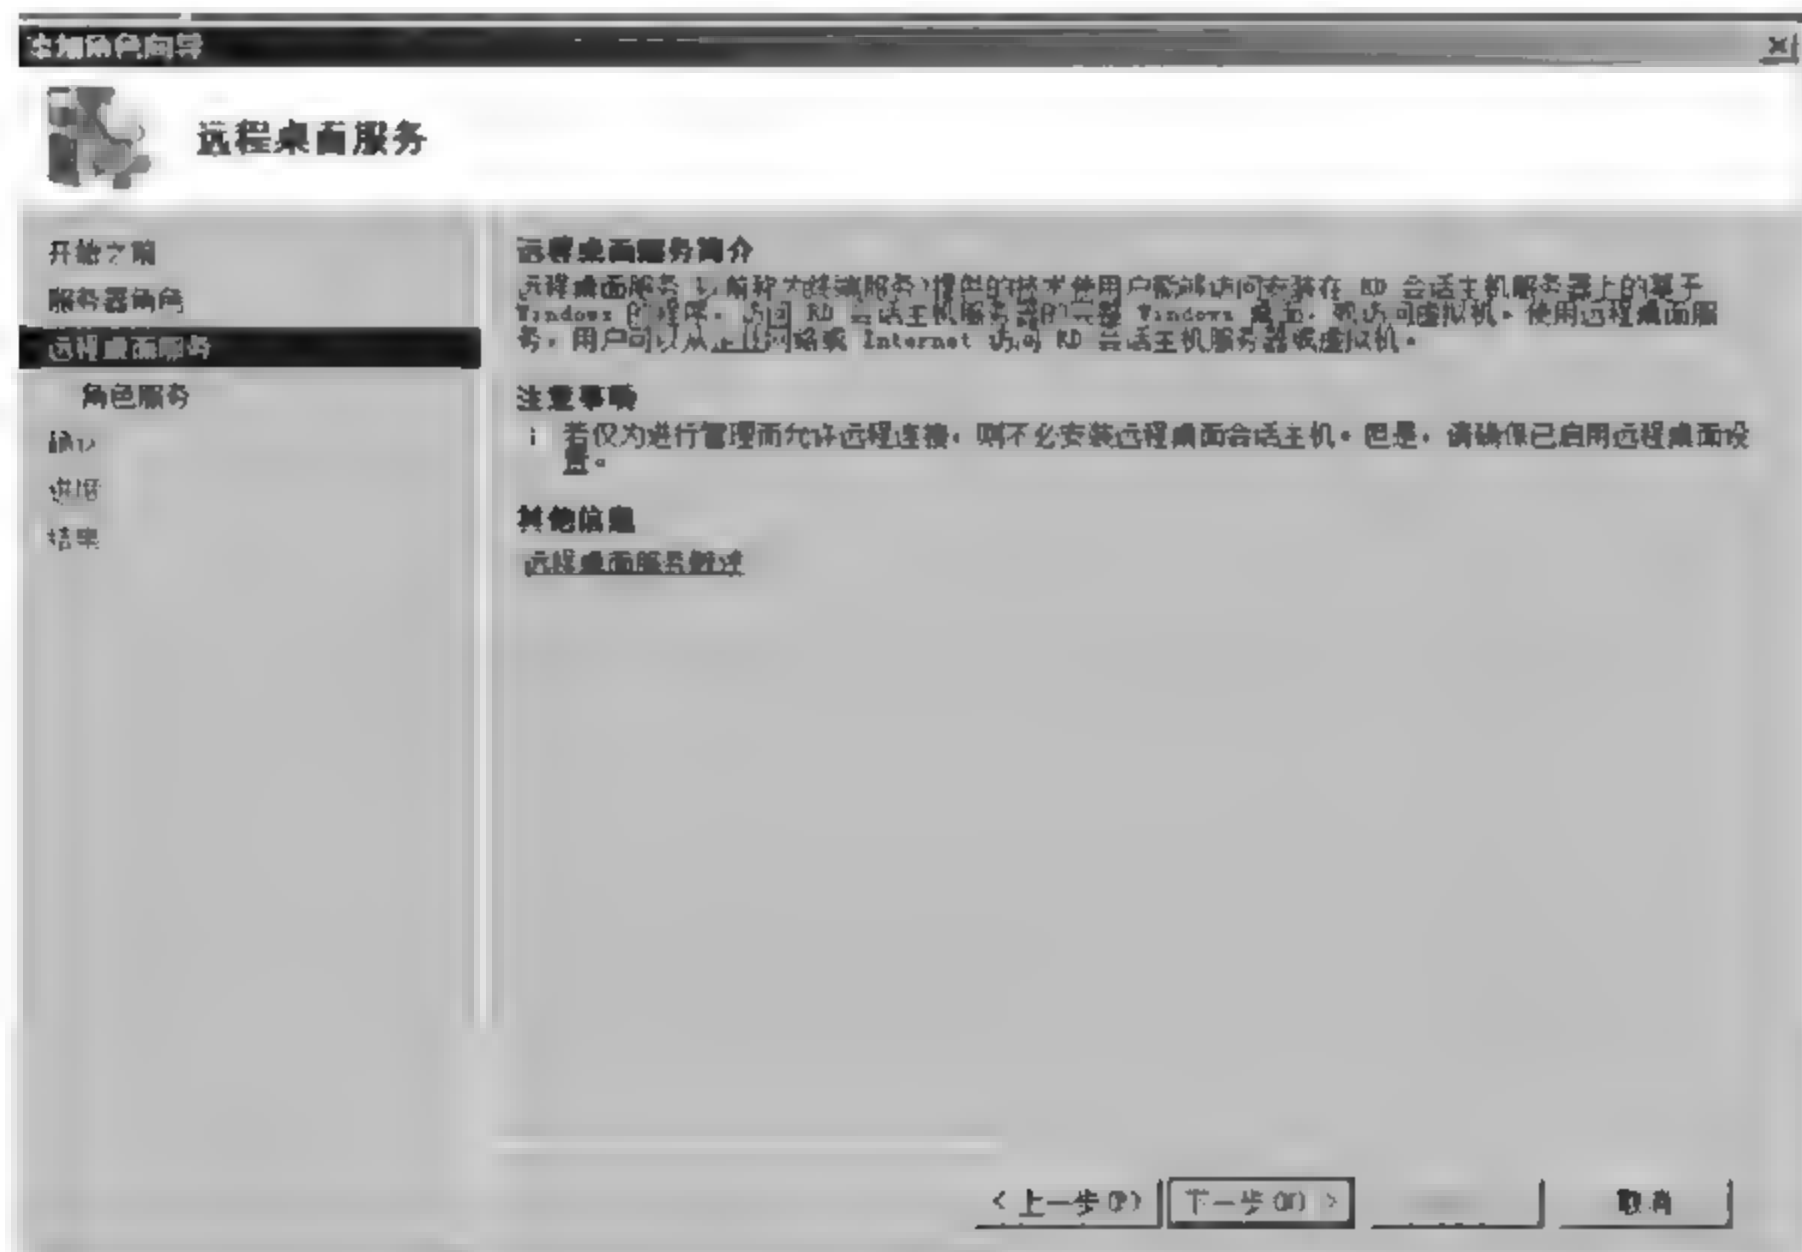 添加角色向导
远程桌面服务
开始之前
服务器角色
远程桌面服务
角色服务
确认
进度
结果
远程桌面服务简介
远程桌面服务(以前称为终端服务)提供的技术使用户能够访问安装在 RD 会话主机服务器上的基于
Windows 的程序，访问 RD 会话主机服务器的完整 Windows 桌面，或访问虚拟机。使用远程桌面服
务，用户可以从企业网络或 Internet 访问 RD 会话主机服务器或虚拟机。
注意事项
若仅为进行管理而允许远程连接，则不必安装远程桌面会话主机。但是，请确保已启用远程桌面设
置。
其他信息
远程桌面服务概述
< 上一步(P)
下一步(N) >
取消